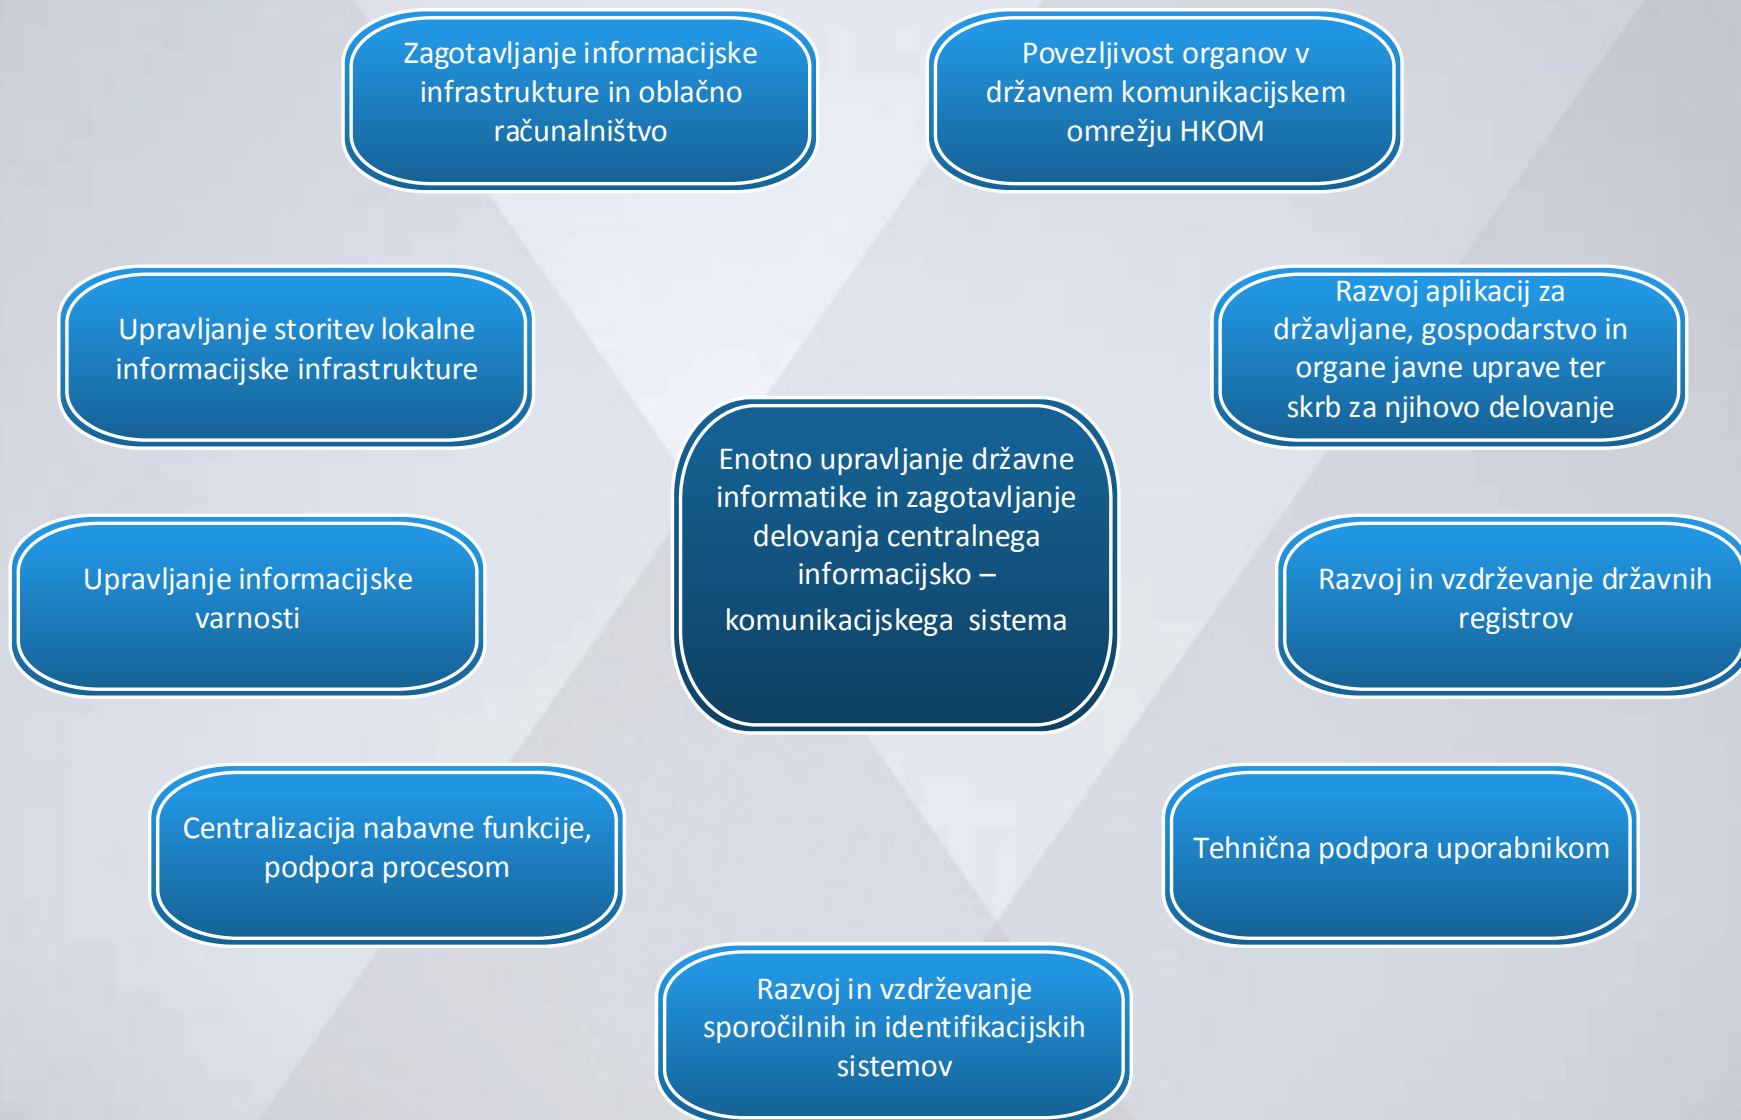 Zagotavljanje informacijske
infrastrukture in oblačno
računalništvo
Povezljivost organov v
državnem komunikacijskem
omrežju HKOM
Upravljanje storitev lokalne
informacijske infrastrukture
Razvoj aplikacij za
državljane, gospodarstvo in
organe javne uprave ter
skrb za njihovo delovanje
Enotno upravljanje državne
informatike in zagotavljanje
delovanja centralnega
informacijsko –
komunikacijskega sistema
Upravljanje informacijske
varnosti
Razvoj in vzdrževanje državnih
registrov
Centralizacija nabavne funkcije,
podpora procesom
Tehnična podpora uporabnikom
Razvoj in vzdrževanje
sporočilnih in identifikacijskih
sistemov